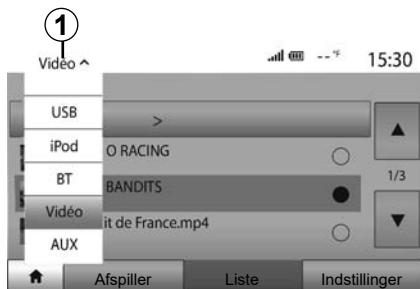 1
Vidéo
--°F
15:30
USB
>
iPod
O RACING
BT
BANDITS
1/3
Vidéo
it de France.mp4
AUX
Afspiller
Liste
Indstillinger